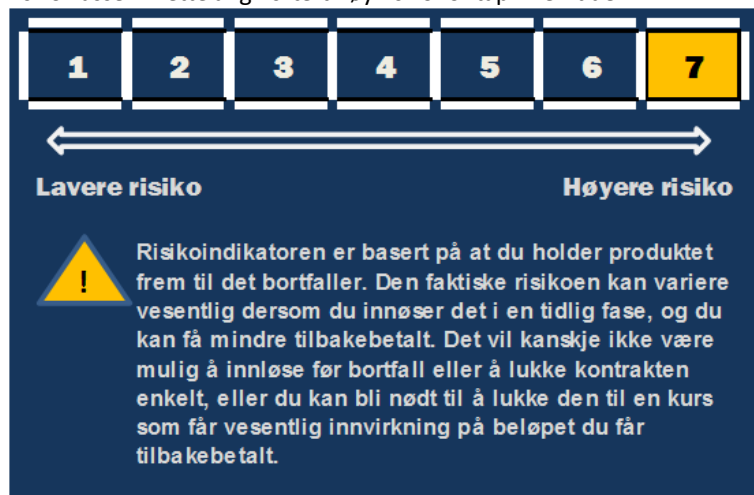 1 2 3 4 5 6 7
Lavere risiko Høyere risiko
! Risikoindikatoren er basert på at du holder produktet
frem til det bortfaller. Den faktiske risikoen kan variere
vesentlig dersom du innøser det i en tidlig fase, og du
kan få mindre tilbakebetalt. Det vil kanskje ikke være
mulig å innløse før bortfall eller å lukke kontrakten
enkelt, eller du kan bli nødt til å lukke den til en kurs
som får vesentlig innvirkning på beløpet du får
tilbakebetalt.